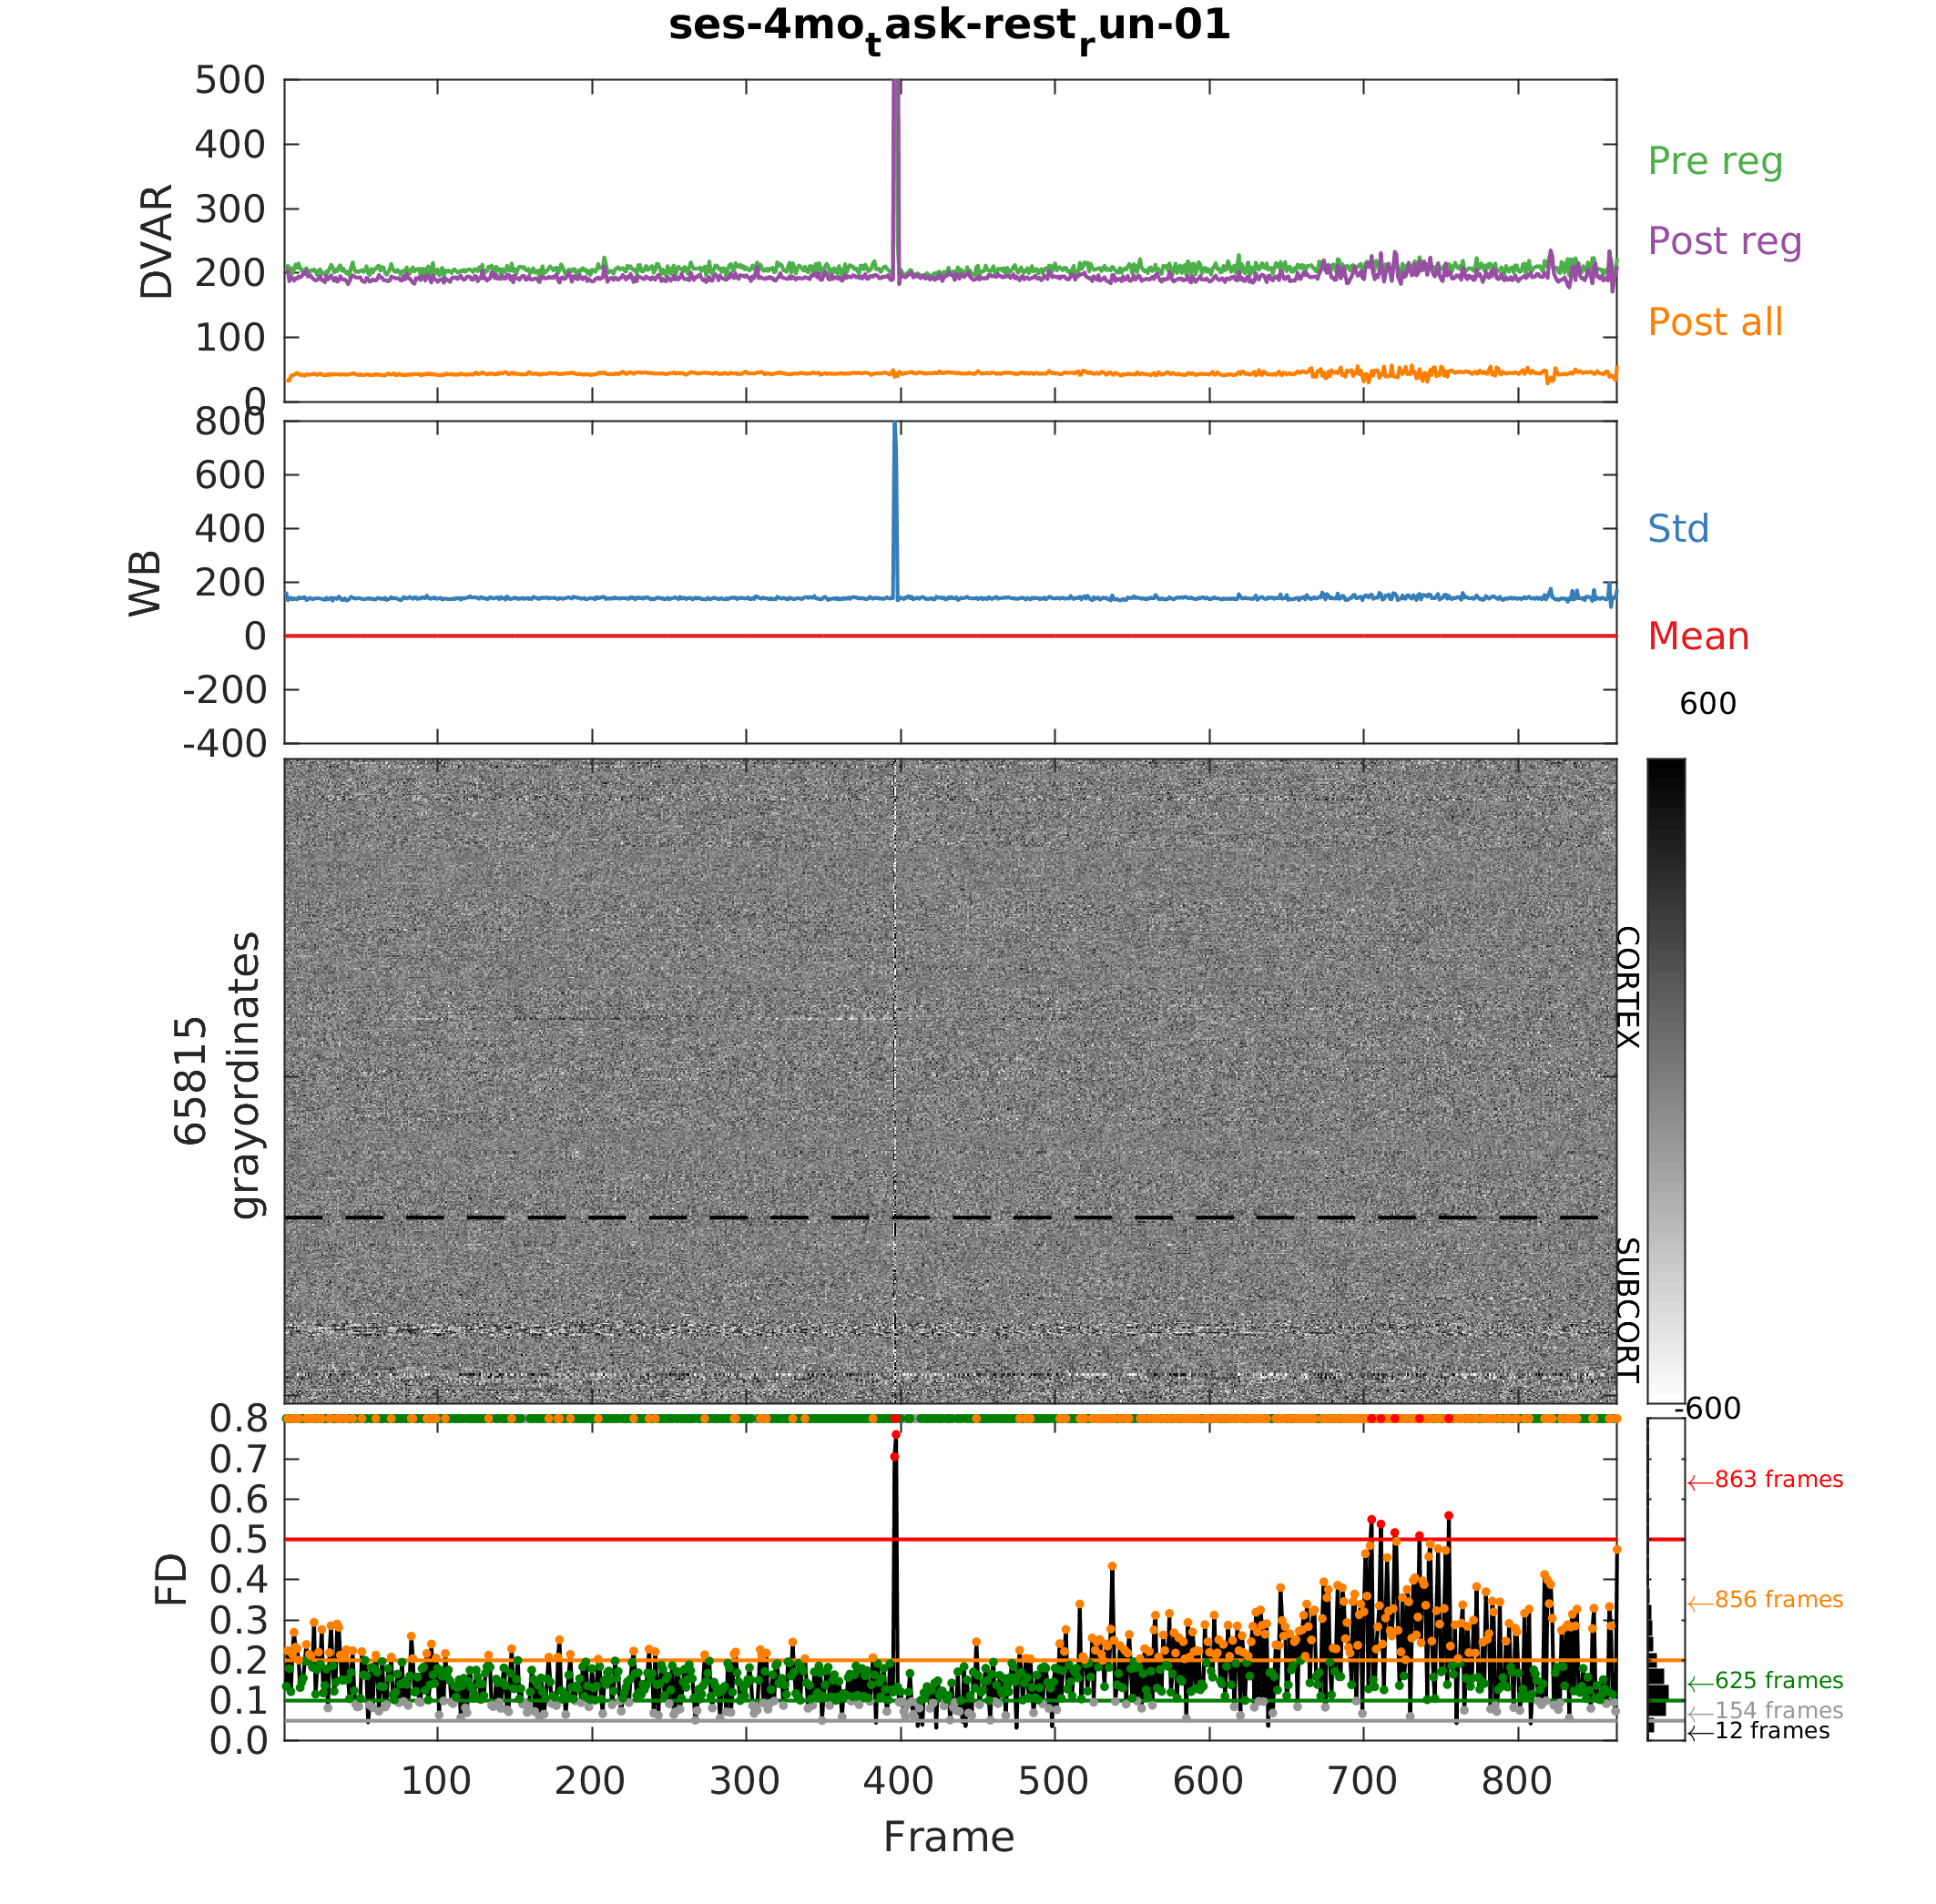 ses-4mo_task-rest_run-01
500
400
300
200
100
0
DVAR
Pre reg
Post reg
Post all
800
600
400
200
0
-200
-400
WB
Std
Mean
600
65815
grayordinates
CORTEX
SUBCORT
-600
0.8
0.7
0.6
0.5
0.4
0.3
0.2
0.1
0.0
FD
←863 frames
←856 frames
←625 frames
←154 frames
←12 frames
100 200 300 400 500 600 700 800
Frame